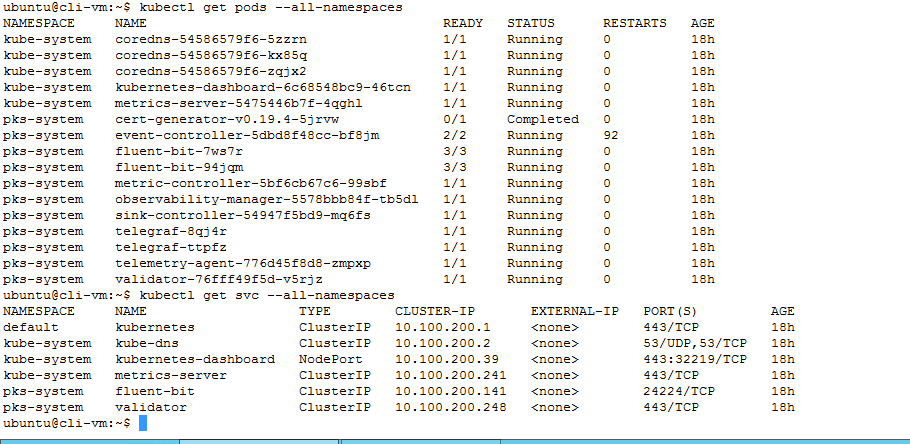 ubuntu@cli-vm:~$ kubectl get pods --all-namespaces
NAMESPACE     NAME                                     READY   STATUS      RESTARTS   AGE
kube-system   coredns-54586579f6-5zzrn                 1/1     Running     0          18h
kube-system   coredns-54586579f6-kx85q                 1/1     Running     0          18h
kube-system   coredns-54586579f6-zqjx2                 1/1     Running     0          18h
kube-system   kubernetes-dashboard-6c68548bc9-46tcn    1/1     Running     0          18h
kube-system   metrics-server-5475446b7f-4qghl          1/1     Running     0          18h
pks-system    cert-generator-v0.19.4-5jrvw             0/1     Completed   0          18h
pks-system    event-controller-5dbd8f48cc-bf8jm        2/2     Running     92         18h
pks-system    fluent-bit-7ws7r                         3/3     Running     0          18h
pks-system    fluent-bit-94jqm                         3/3     Running     0          18h
pks-system    metric-controller-5bf6cb67c6-99sbf       1/1     Running     0          18h
pks-system    observability-manager-5578bbb84f-tb5dl   1/1     Running     0          18h
pks-system    sink-controller-54947f5bd9-mq6fs         1/1     Running     0          18h
pks-system    telegraf-8qj4r                           1/1     Running     0          18h
pks-system    telegraf-ttpfz                           1/1     Running     0          18h
pks-system    telemetry-agent-776d45f8d8-zmpxp         1/1     Running     0          18h
pks-system    validator-76fff49f5d-v5rjz               1/1     Running     0          18h
ubuntu@cli-vm:~$ kubectl get svc --all-namespaces
NAMESPACE     NAME                   TYPE        CLUSTER-IP       EXTERNAL-IP   PORT(S)         AGE
default       kubernetes             ClusterIP   10.100.200.1     <none>        443/TCP         18h
kube-system   kube-dns               ClusterIP   10.100.200.2     <none>        53/UDP,53/TCP   18h
kube-system   kubernetes-dashboard   NodePort    10.100.200.39    <none>        443:32219/TCP   18h
kube-system   metrics-server         ClusterIP   10.100.200.241   <none>        443/TCP         18h
pks-system    fluent-bit             ClusterIP   10.100.200.141   <none>        24224/TCP       18h
pks-system    validator              ClusterIP   10.100.200.248   <none>        443/TCP         18h
ubuntu@cli-vm:~$